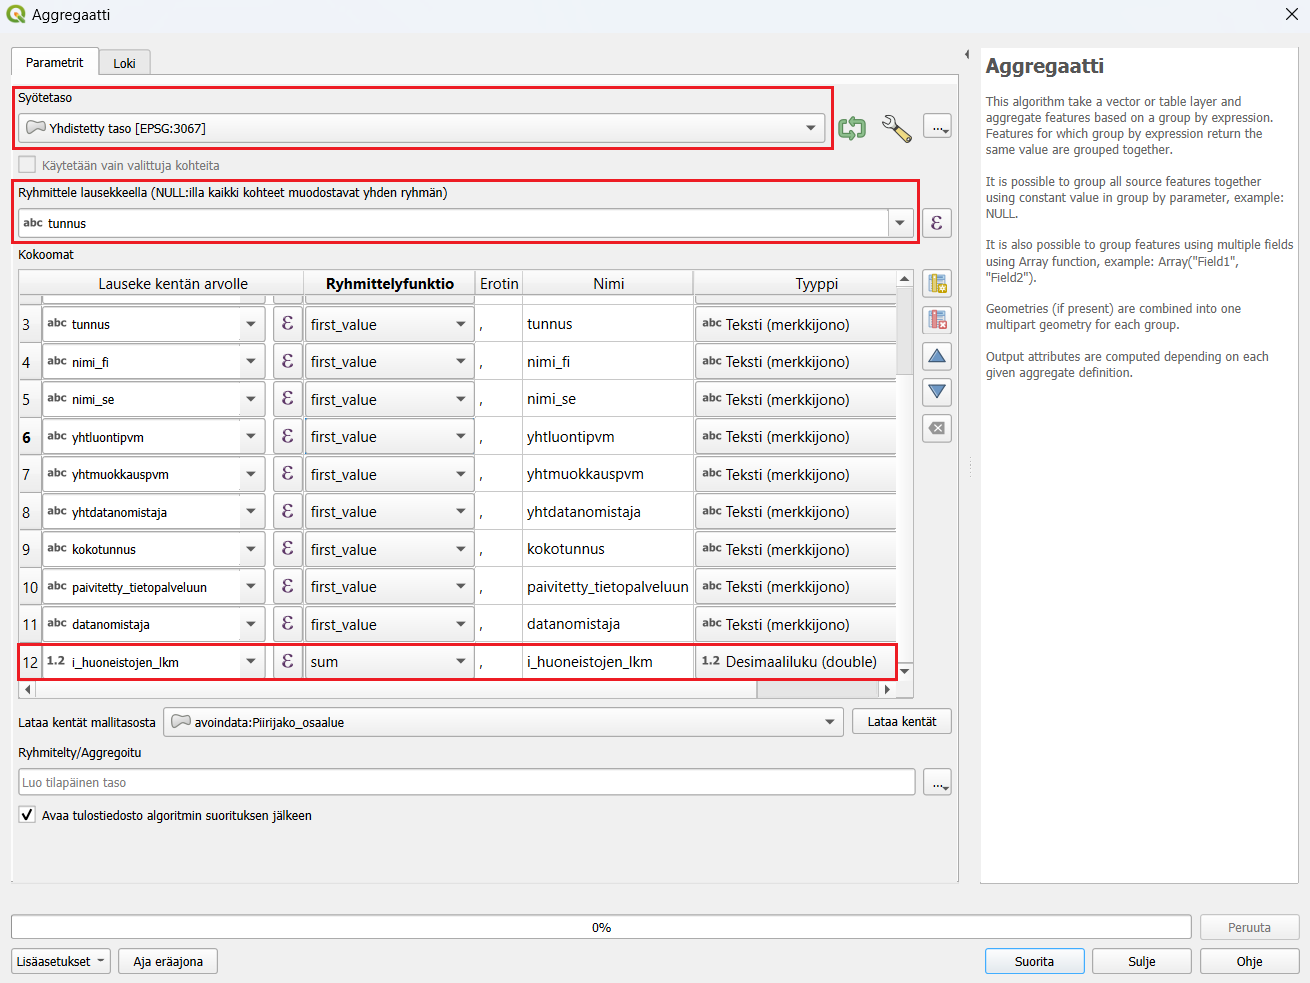 Aggregaatti
Parametrit
Loki
Syötetaso
Yhdistetty taso [EPSG:3067]
...
Käytetään vain valittuja kohteita
Ryhmittele lausekkeella (NULL:illa kaikki kohteet muodostavat yhden ryhmän)
abc tunnus
ε
Kokoomat
Lauseke kentän arvolle Ryhmittelyfunktio Erotin Nimi Tyyppi
3 abc tunnus ε first_value , tunnus abc Teksti (merkkijono)
4 abc nimi_fi ε first_value , nimi_fi abc Teksti (merkkijono)
5 abc nimi_se ε first_value , nimi_se abc Teksti (merkkijono)
6 abc yhtluontipvm ε first_value , yhtluontipvm abc Teksti (merkkijono)
7 abc yhtmuokkauspvm ε first_value , yhtmuokkauspvm abc Teksti (merkkijono)
8 abc yhtdatanomistaja ε first_value , yhtdatanomistaja abc Teksti (merkkijono)
9 abc kokotunnus ε first_value , kokotunnus abc Teksti (merkkijono)
10 abc paivitetty_tietopalveluun ε first_value , paivitetty_tietopalveluun abc Teksti (merkkijono)
11 abc datanomistaja ε first_value , datanomistaja abc Teksti (merkkijono)
12 1.2 i_huoneistojen_lkm ε sum , i_huoneistojen_lkm 1.2 Desimaaliluku (double)
Lataa kentät mallitasosta avoindata:Piirijako_osaalue Lataa kentät
Ryhmitelty/Aggregoitu
Luo tilapäinen taso
...
Avaa tulostiedosto algoritmin suorituksen jälkeen
Aggregaatti
This algorithm take a vector or table layer and
aggregate features based on a group by expression.
Features for which group by expression return the
same value are grouped together.
It is possible to group all source features together
using constant value in group by parameter, example:
NULL.
It is also possible to group features using multiple fields
using Array function, example: Array("Field1",
"Field2").
Geometries (if present) are combined into one
multipart geometry for each group.
Output attributes are computed depending on each
given aggregate definition.
0%
Peruuta
Lisäasetukset
Aja eräajona
Suorita
Sulje
Ohje